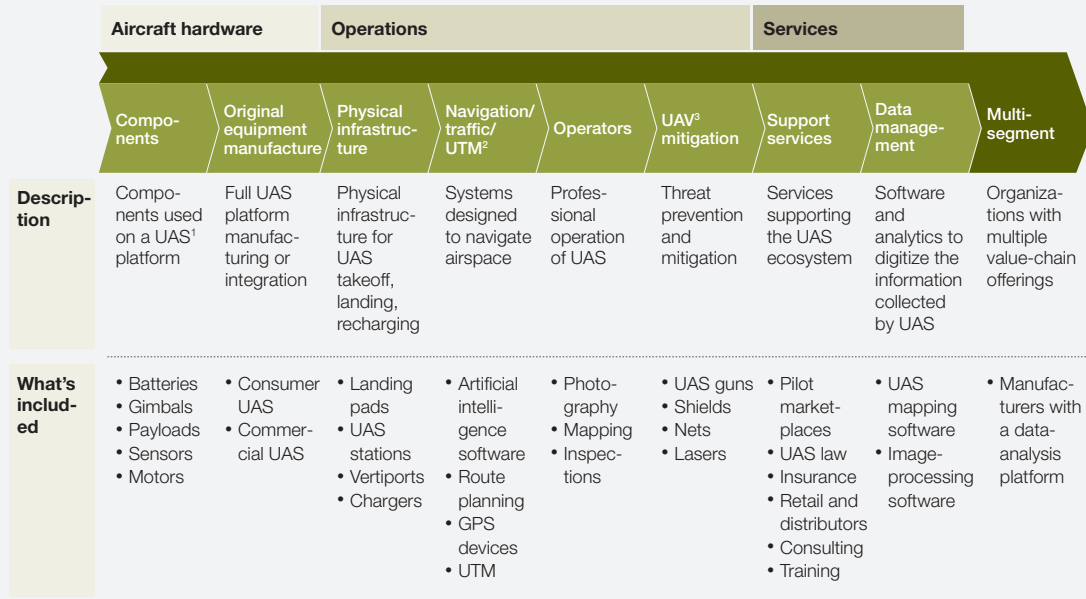 Aircraft hardware
Operations
Services
Compo-
nents
Original
equipment
manufacture
Physical
infrastruc-
ture
Navigation/
traffic/
UTM²
Operators
UAV³
mitigation
Support
services
Data
manage-
ment
Multi-
segment
Descrip-
tion
Compo-
nents used
on a UAS¹
platform
Full UAS
platform
manufac-
turing or
integration
Physical
infrastruc-
ture for
UAS
takeoff,
landing,
recharging
Systems
designed
to navigate
airspace
Profes-
sional
operation
of UAS
Threat
prevention
and
mitigation
Services
supporting
the UAS
ecosystem
Software
and
analytics to
digitize the
information
collected
by UAS
Organiza-
tions with
multiple
value-chain
offerings
What's
includ-
ed
• Batteries
• Gimbals
• Payloads
• Sensors
• Motors
• Consumer
UAS
• Commer-
cial UAS
• Landing
pads
• UAS
stations
• Vertiports
• Chargers
• Artificial
intelli-
gence
software
• Route
planning
• GPS
devices
• UTM
• Photo-
graphy
• Mapping
• Inspec-
tions
• UAS guns
• Shields
• Nets
• Lasers
• Pilot
market-
places
• UAS law
• Insurance
• Retail and
distributors
• Consulting
• Training
• UAS
mapping
software
• Image-
processing
software
• Manufac-
turers with
a data-
analysis
platform